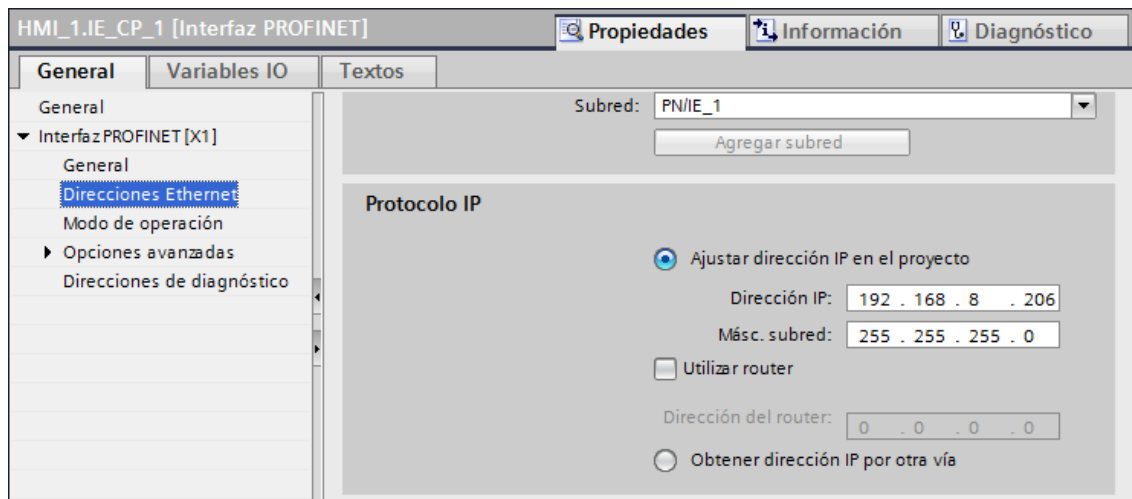 HMI_1.IE_CP_1 [Interfaz PROFINET]
Propiedades
Información
Diagnóstico
General
Variables IO
Textos
General
Interfaz PROFINET [X1]
General
Direcciones Ethernet
Modo de operación
Opciones avanzadas
Direcciones de diagnóstico
Subred: PN/IE_1
Agregar subred
Protocolo IP
Ajustar dirección IP en el proyecto
Dirección IP: 192 . 168 . 8 . 206
Másc. subred: 255 . 255 . 255 . 0
Utilizar router
Dirección del router: 0 . 0 . 0 . 0
Obtener dirección IP por otra vía